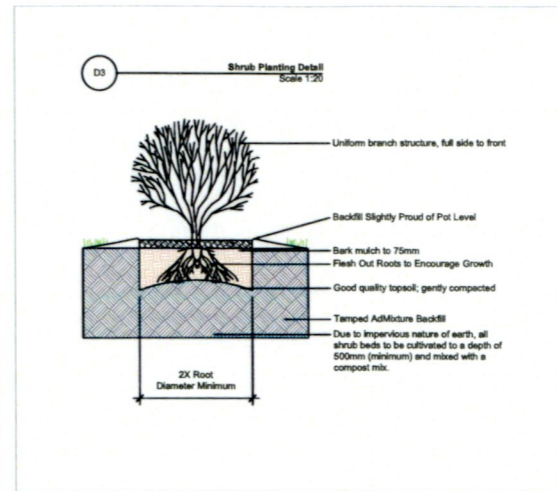 D3
Shrub Planting Detail
Scale 1:20
Uniform branch structure, full side to front
Backfill Slightly Proud of Pot Level
Bark mulch to 75mm
Flesh Out Roots to Encourage Growth
Good quality topsoil; gently compacted
Tamped AdMixture Backfill
Due to impervious nature of earth, all
shrub beds to be cultivated to a depth of
500mm (minimum) and mixed with a
compost mix.
2X Root
Diameter Minimum